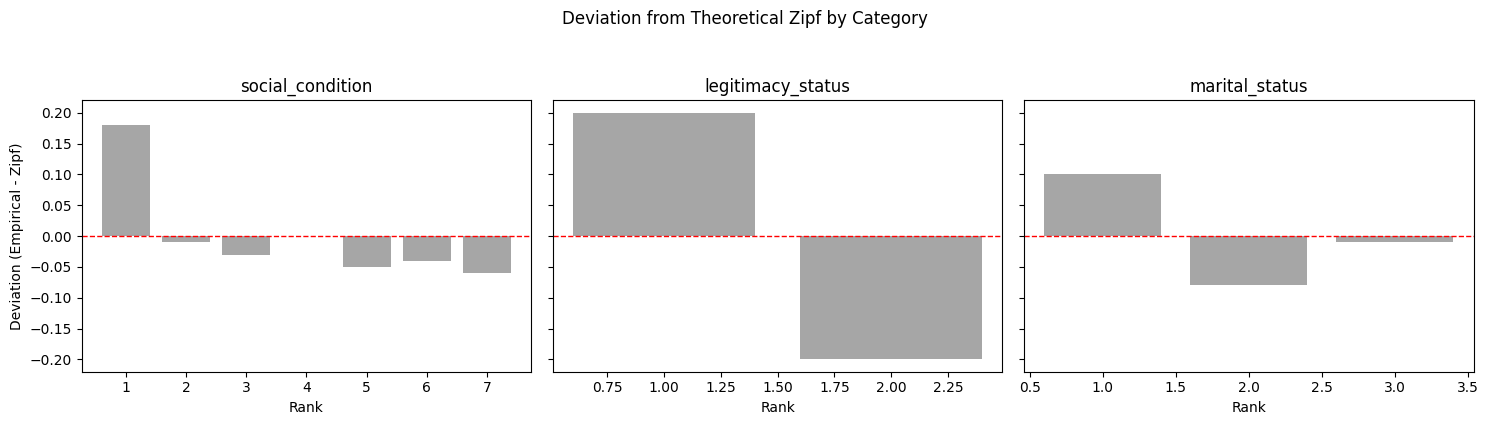 Deviation from Theoretical Zipf by Category
social_condition
legitimacy_status
marital_status
Deviation (Empirical - Zipf)
0.20
0.15
0.10
0.05
0.00
−0.05
−0.10
−0.15
−0.20
1 2 3 4 5 6 7
0.75 1.00 1.25 1.50 1.75 2.00 2.25
0.5 1.0 1.5 2.0 2.5 3.0 3.5
Rank
Rank
Rank